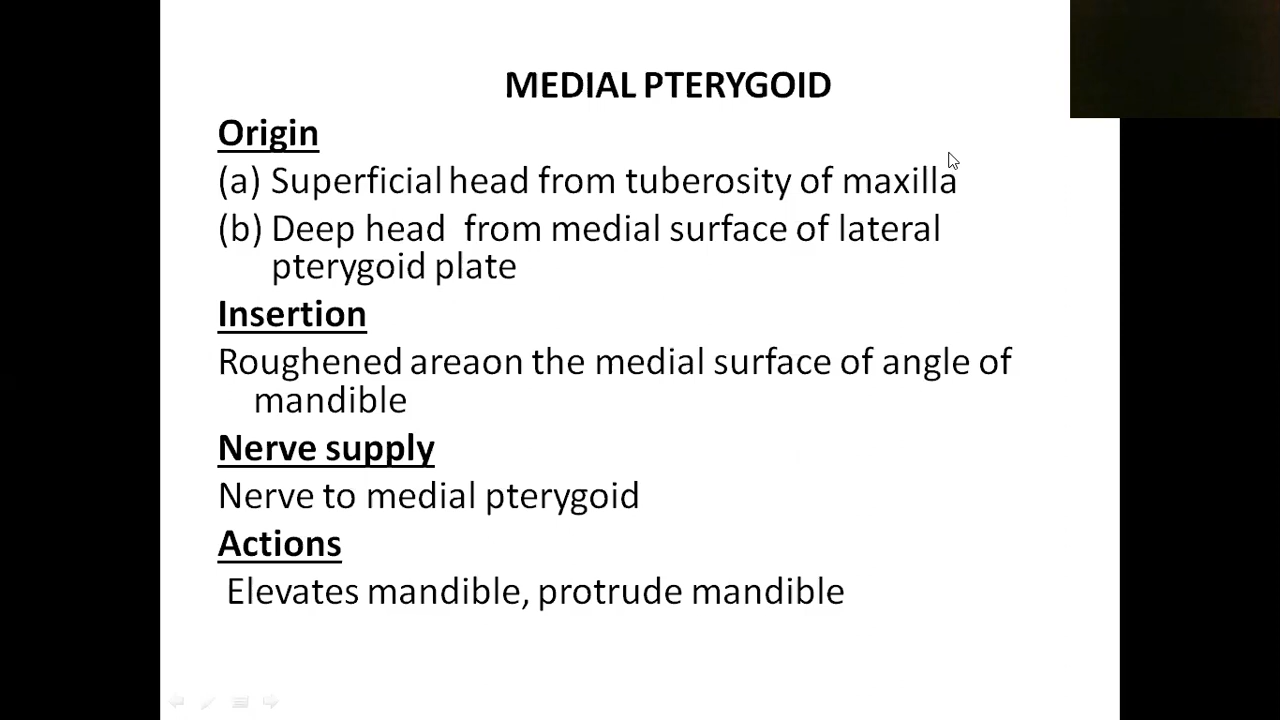 MEDIAL PTERYGOID
Origin
(a) Superficial head from tuberosity of maxilla
(b) Deep head from medial surface of lateral
pterygoid plate
Insertion
Roughened areaon the medial surface of angle of
mandible
Nerve supply
Nerve to medial pterygoid
Actions
Elevates mandible, protrude mandible